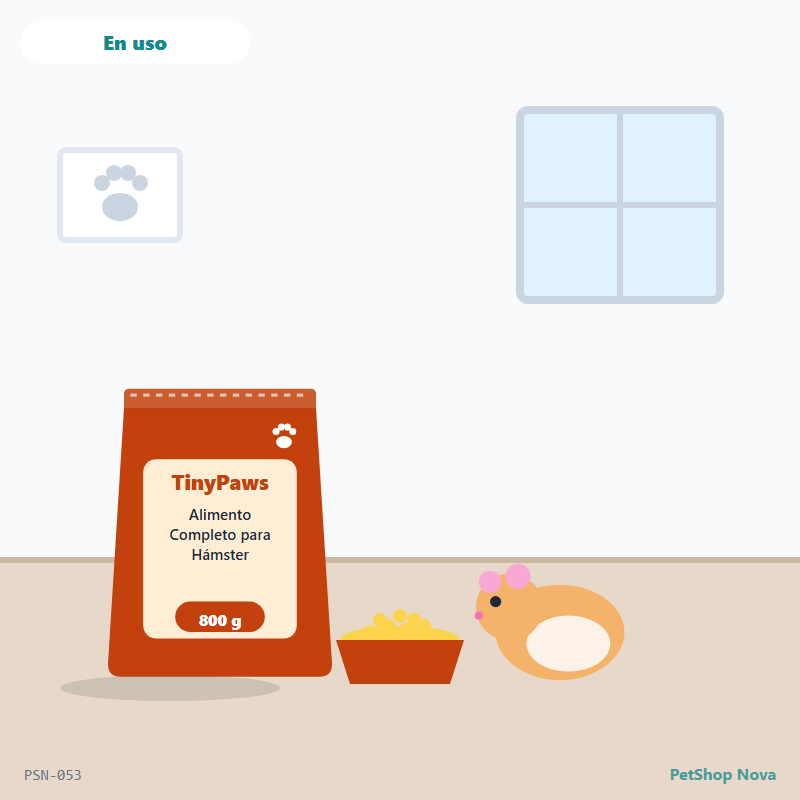 En uso
TinyPaws
Alimento
Completo para
Hámster
800 g
PSN-053
PetShop Nova